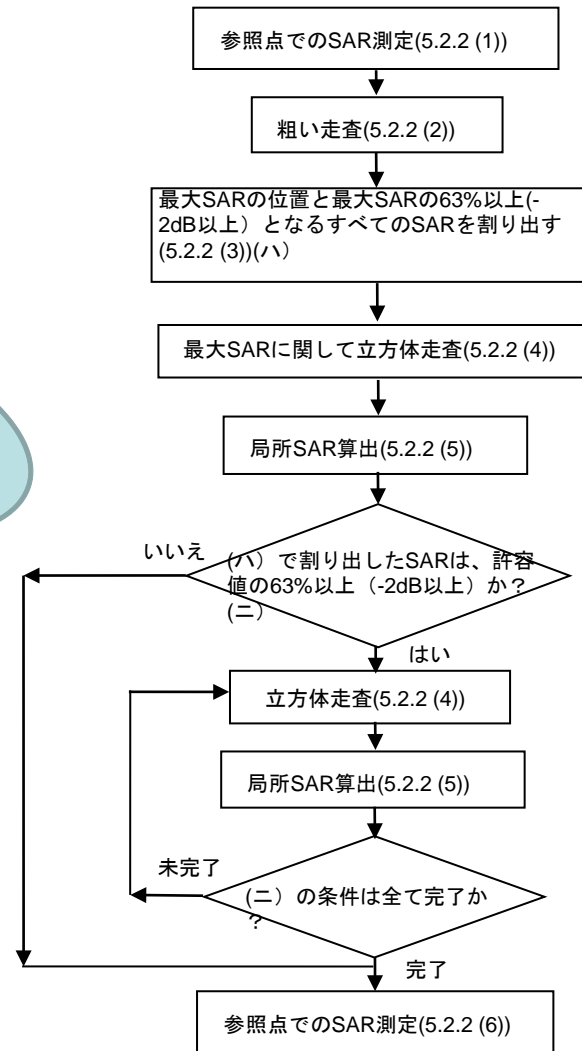 参照点でのSAR測定(5.2.2 (1))
粗い走査(5.2.2 (2))
最大SARの位置と最大SARの63%以上(-
2dB以上）となるすべてのSARを割り出す
(5.2.2 (3))(ハ）
最大SARに関して立方体走査(5.2.2 (4))
局所SAR算出(5.2.2 (5))
いいえ
(ハ）で割り出したSARは、許容
値の63%以上（-2dB以上）か？
(ニ）
はい
立方体走査(5.2.2 (4))
局所SAR算出(5.2.2 (5))
未完了
(ニ）の条件は全て完了か
？
完了
参照点でのSAR測定(5.2.2 (6))